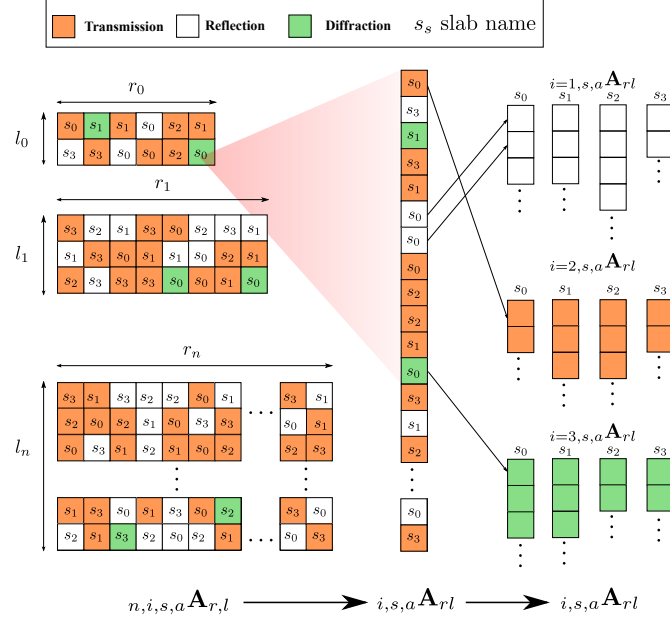 Transmission Reflection Diffraction s_s slab name
r_0
l_0
s_0 s_1 s_1 s_0 s_2 s_1
s_3 s_3 s_0 s_0 s_2 s_0
r_1
l_1
s_3 s_2 s_1 s_3 s_0 s_2 s_3 s_1
s_1 s_3 s_0 s_1 s_1 s_0 s_2 s_1
s_2 s_3 s_3 s_3 s_0 s_0 s_1 s_0
r_n
l_n
s_3 s_1 s_3 s_2 s_2 s_0 s_1 ... s_3 s_1
s_2 s_0 s_2 s_1 s_0 s_3 s_3 s_0 s_1
s_0 s_3 s_1 s_2 s_1 s_0 s_0 s_2 s_3
s_1 s_3 s_0 s_1 s_3 s_0 s_2 s_3 s_0
s_2 s_1 s_3 s_0 s_0 s_2 s_2 ... s_1 s_0
s_0
s_3
s_1
s_3
s_1
s_0
s_0
s_0
s_2
s_2
s_1
s_0
s_3
s_1
s_2
s_0
s_3
i=1,s,a A_rl
s_0 s_1 s_2 s_3
i=2,s,a A_rl
s_0 s_1 s_2 s_3
i=3,s,a A_rl
s_0 s_1 s_2 s_3
n,i,s,a A_r,l i,s,a A_rl i,s,a A_rl